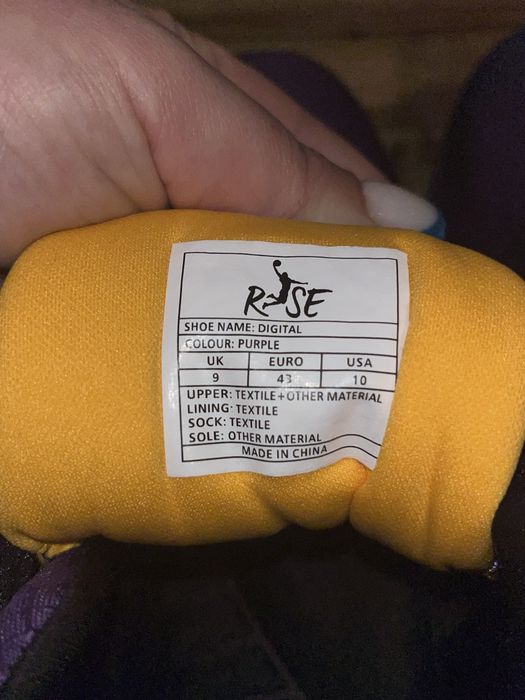 RISE
SHOE NAME: DIGITAL
COLOUR: PURPLE
UK EURO USA
9 43 10
UPPER: TEXTILE+OTHER MATERIAL
LINING: TEXTILE
SOCK: TEXTILE
SOLE: OTHER MATERIAL
MADE IN CHINA